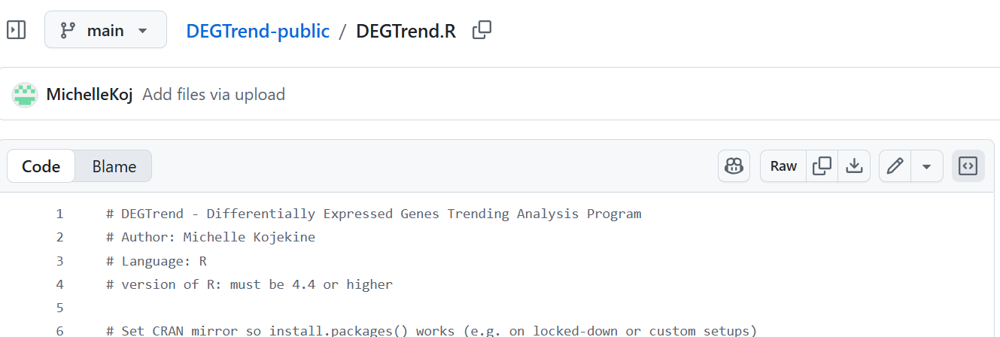 main
DEGTrend-public / DEGTrend.R
MichelleKoj Add files via upload
Code Blame Raw
1 # DEGTrend - Differentially Expressed Genes Trending Analysis Program
2 # Author: Michelle Kojekine
3 # Language: R
4 # version of R: must be 4.4 or higher
5
6 # Set CRAN mirror so install.packages() works (e.g. on locked-down or custom setups)